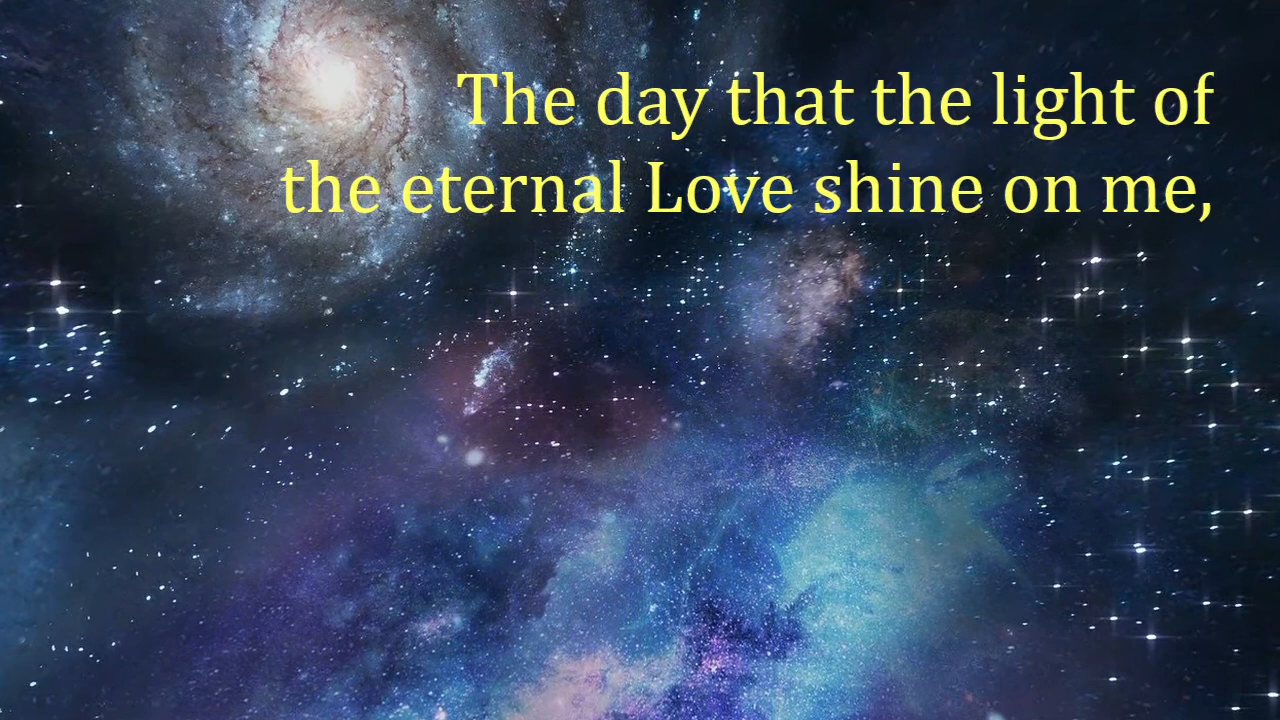 The day that the light of
the eternal Love shine on me,